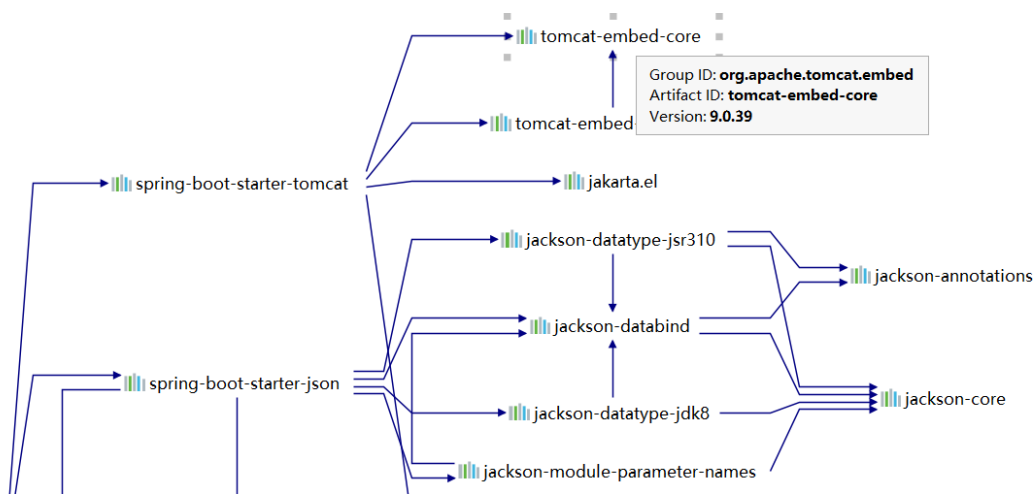 tomcat-embed-core
Group ID: org.apache.tomcat.embed
Artifact ID: tomcat-embed-core
Version: 9.0.39
tomcat-embed-
spring-boot-starter-tomcat
jakarta.el
jackson-datatype-jsr310
jackson-annotations
jackson-databind
spring-boot-starter-json
jackson-core
jackson-datatype-jdk8
jackson-module-parameter-names